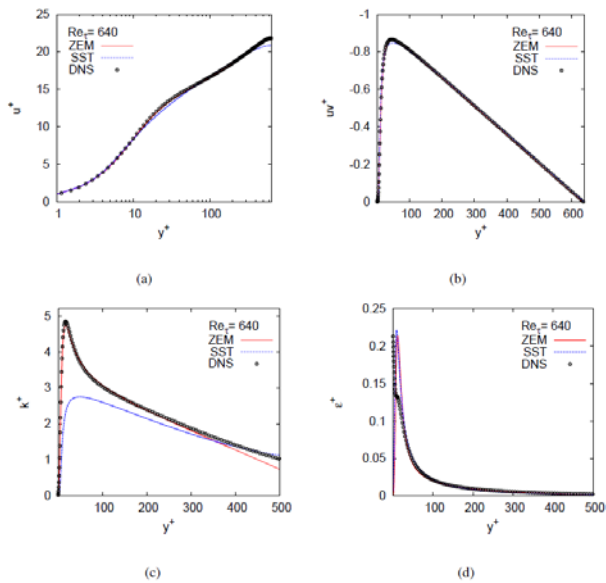 25
20
15
10
5
0
1
10
100
u⁺
y⁺
Reτ= 640
ZEM
SST
DNS
(a)
-1
-0.8
-0.6
-0.4
-0.2
0
0 100 200 300 400 500 600
uv⁺
y⁺
Reτ= 640
ZEM
SST
DNS
(b)
5
4
3
2
1
0
0 100 200 300 400 500
k⁺
y⁺
Reτ= 640
ZEM
SST
DNS
(c)
0.25
0.2
0.15
0.1
0.05
0
100 200 300 400 500
ε⁺
y⁺
Reτ= 640
ZEM
SST
DNS
(d)